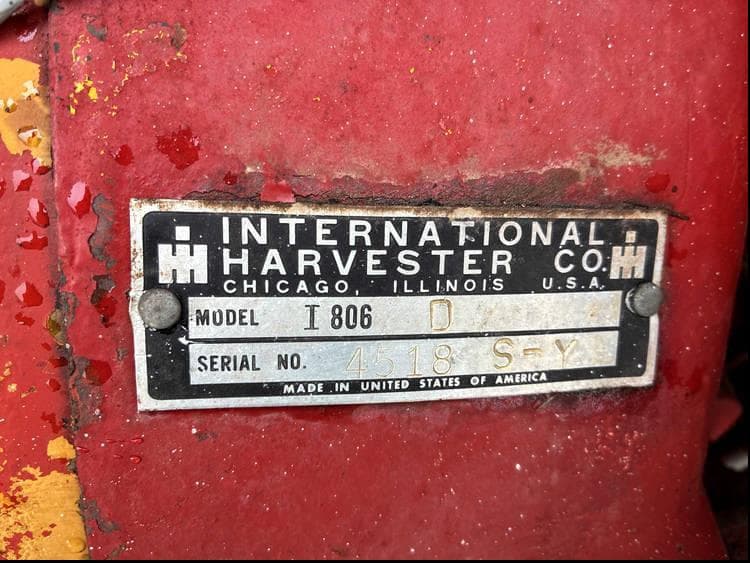 INTERNATIONAL
HARVESTER CO.
CHICAGO, ILLINOIS U.S.A.
MODEL I 806 D
SERIAL NO. 4518 S-Y
MADE IN UNITED STATES OF AMERICA